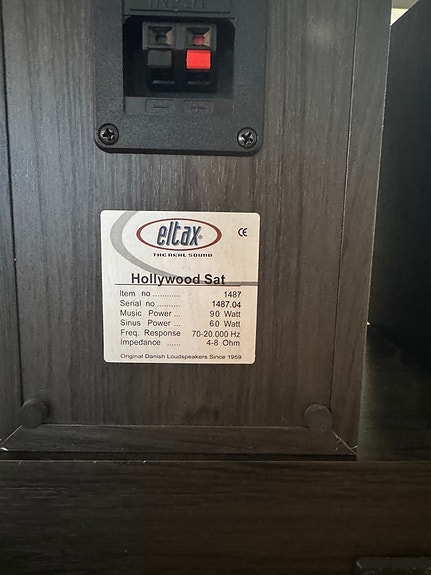 INPUT
eltax®
CE
THE REAL SOUND
Hollywood Sat
Item no ............ 1487
Serial no .......... 1487.04
Music Power ... 90 Watt
Sinus Power ... 60 Watt
Freq. Response 70-20.000 Hz
Impedance ...... 4-8 Ohm
Original Danish Loudspeakers Since 1959